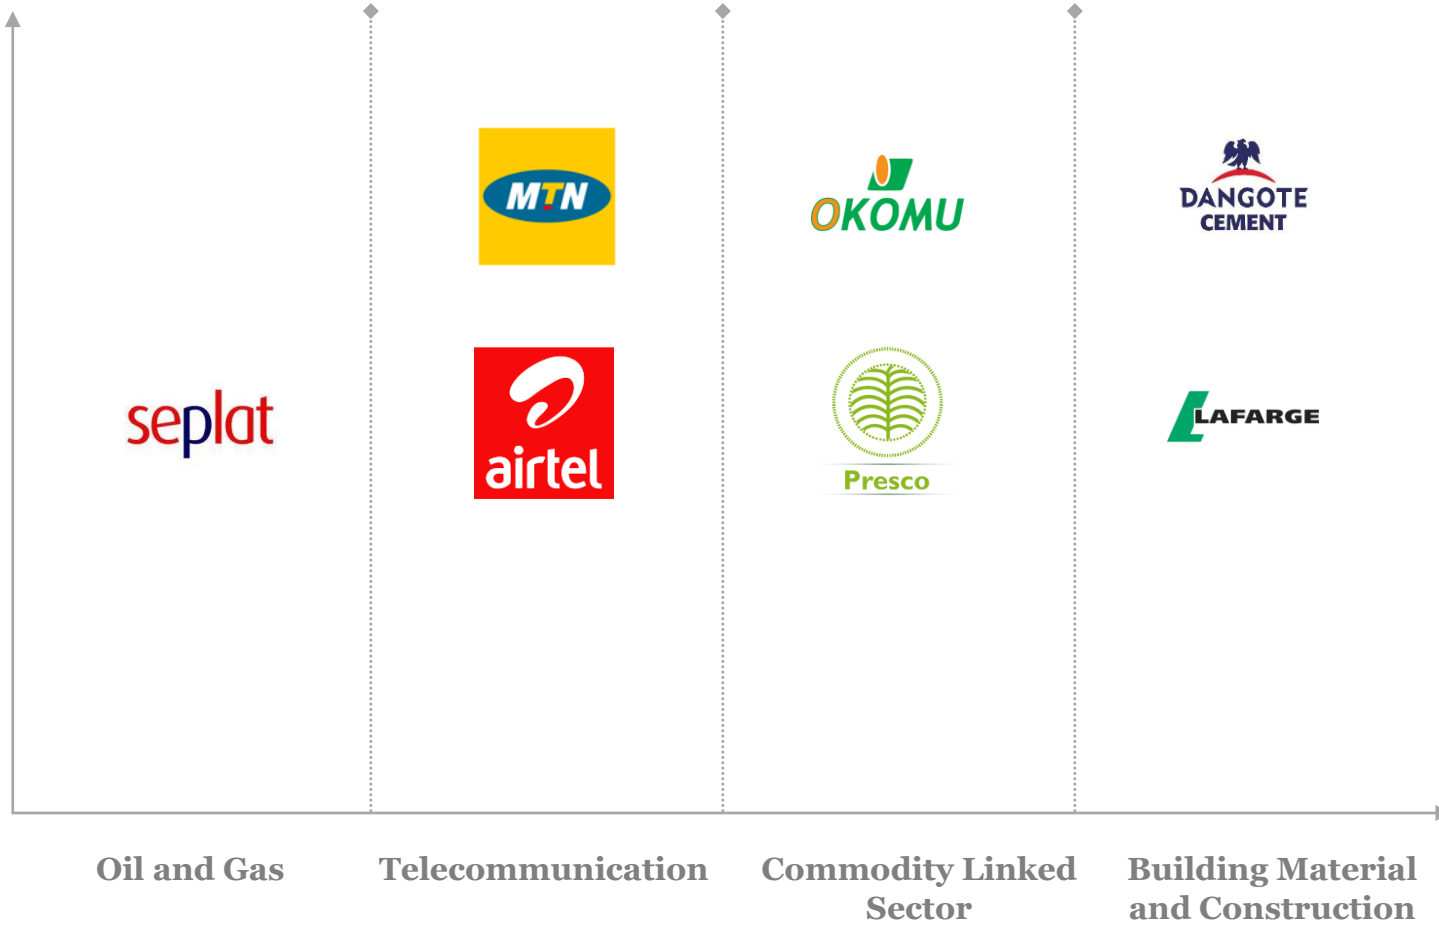 MTN
OKOMU
DANGOTE
CEMENT
seplat
airtel
Presco
LAFARGE
Oil and Gas
Telecommunication
Commodity Linked
Sector
Building Material
and Construction